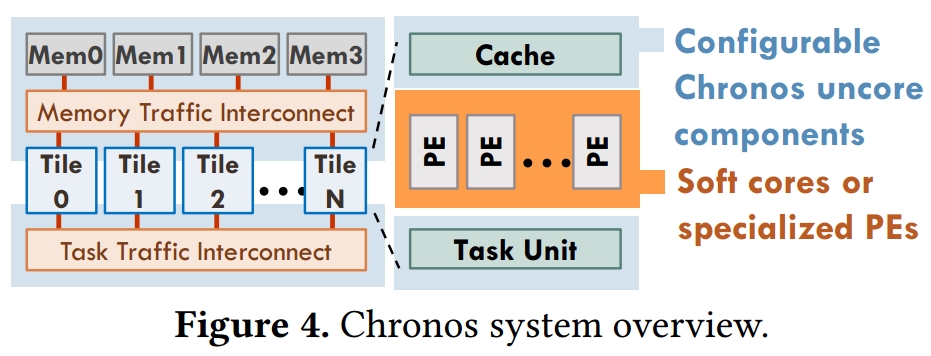 Mem0 Mem1 Mem2 Mem3
Memory Traffic Interconnect
Tile 0
Tile 1
Tile 2
Tile N
Task Traffic Interconnect
Cache
PE PE PE
Task Unit
Configurable
Chronos uncore
components
Soft cores or
specialized PEs
Figure 4. Chronos system overview.